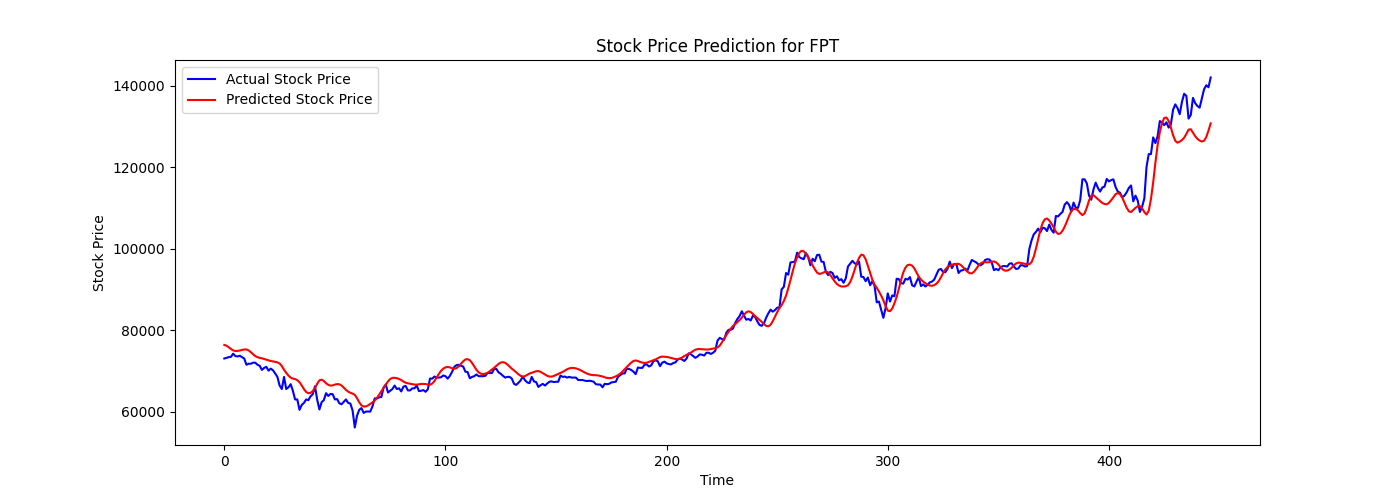 Stock Price Prediction for FPT
Actual Stock Price
Predicted Stock Price
Stock Price
140000
120000
100000
80000
60000
0 100 200 300 400
Time